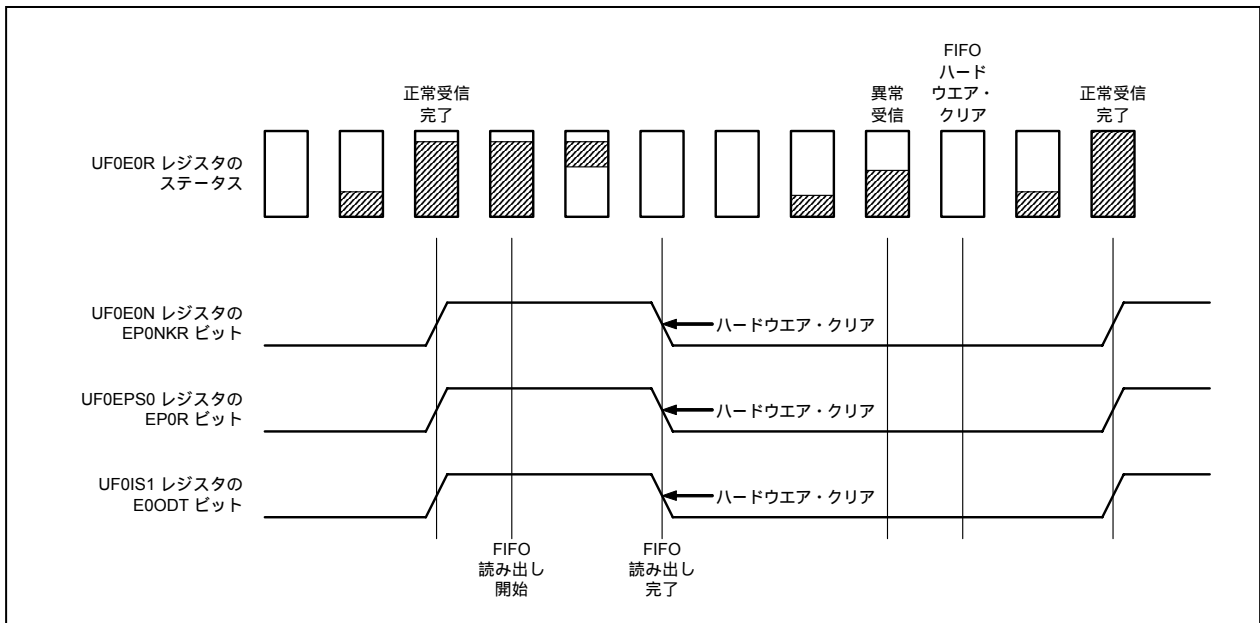 正常受信
完了
異常
受信
FIFO
ハード
ウエア・
クリア
正常受信
完了
UF0E0R レジスタの
ステータス
UF0E0N レジスタの
EP0NKR ビット
ハードウエア・クリア
UF0EPS0 レジスタの
EP0R ビット
ハードウエア・クリア
UF0IS1 レジスタの
E0ODT ビット
ハードウエア・クリア
FIFO
読み出し
開始
FIFO
読み出し
完了